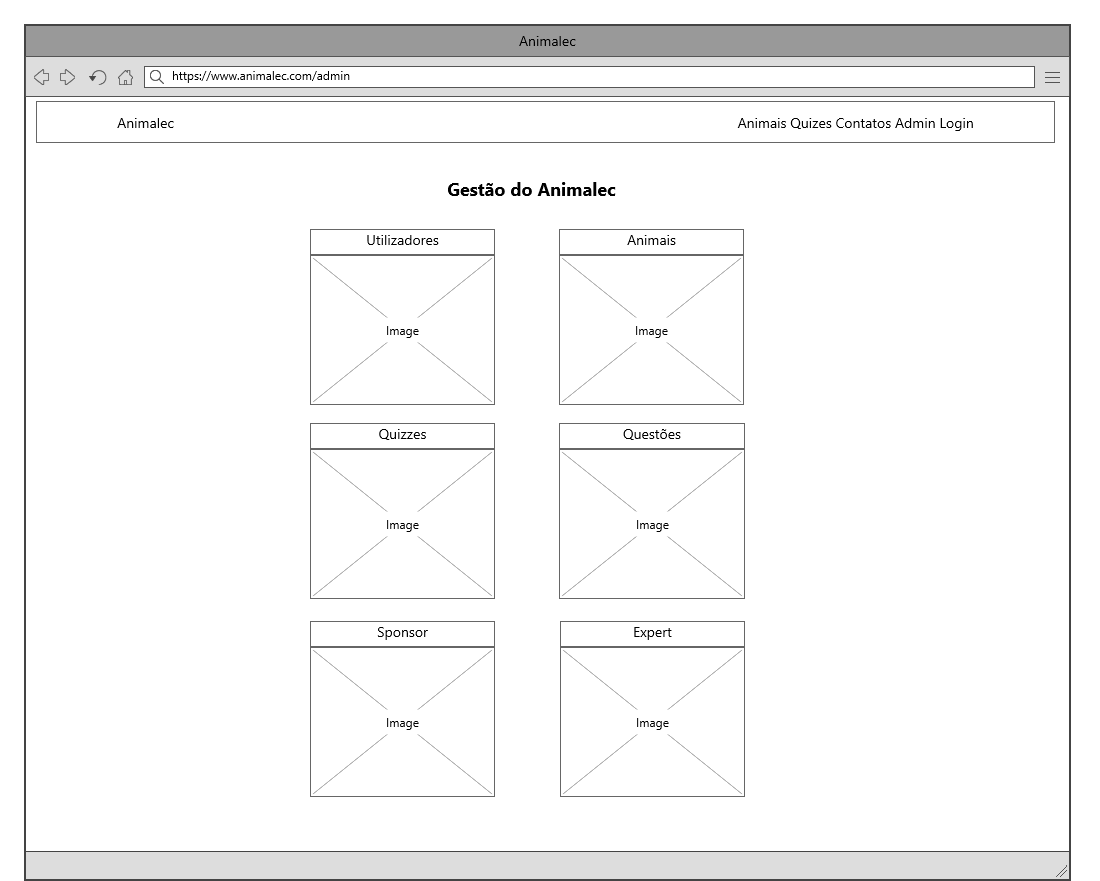 Animalec
https://www.animalec.com/admin
Animalec
Animais Quizes Contatos Admin Login
Gestão do Animalec
Utilizadores
Animais
Image
Image
Quizzes
Questões
Image
Image
Sponsor
Expert
Image
Image